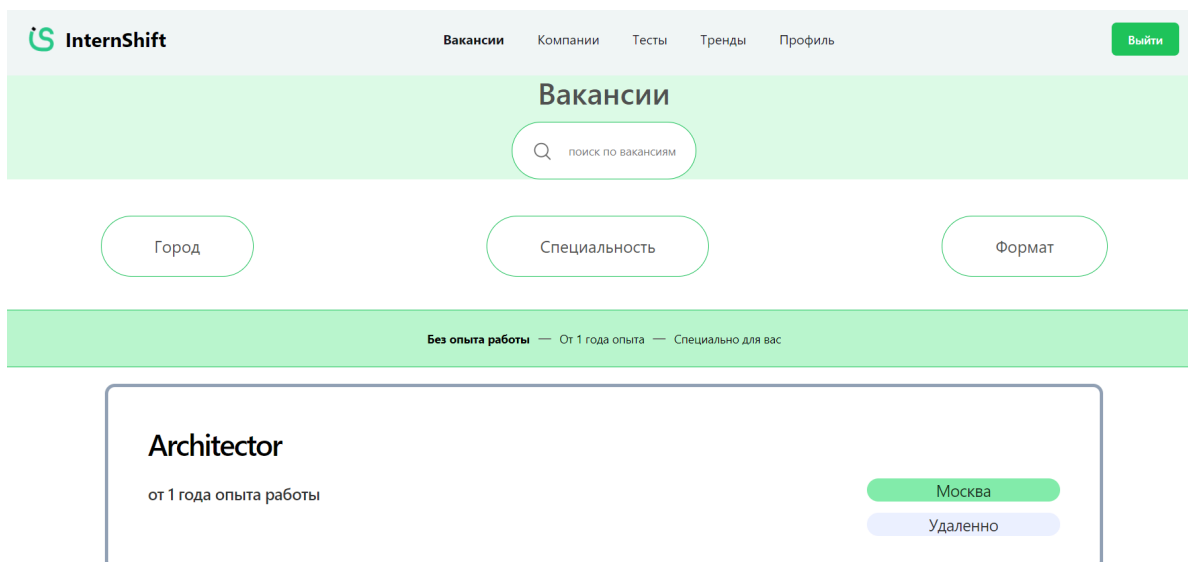 InternShift Вакансии Компании Тесты Тренды Профиль Выйти
Вакансии
поиск по вакансиям
Город Специальность Формат
Без опыта работы — От 1 года опыта — Специально для вас
Architector
от 1 года опыта работы
Москва
Удаленно